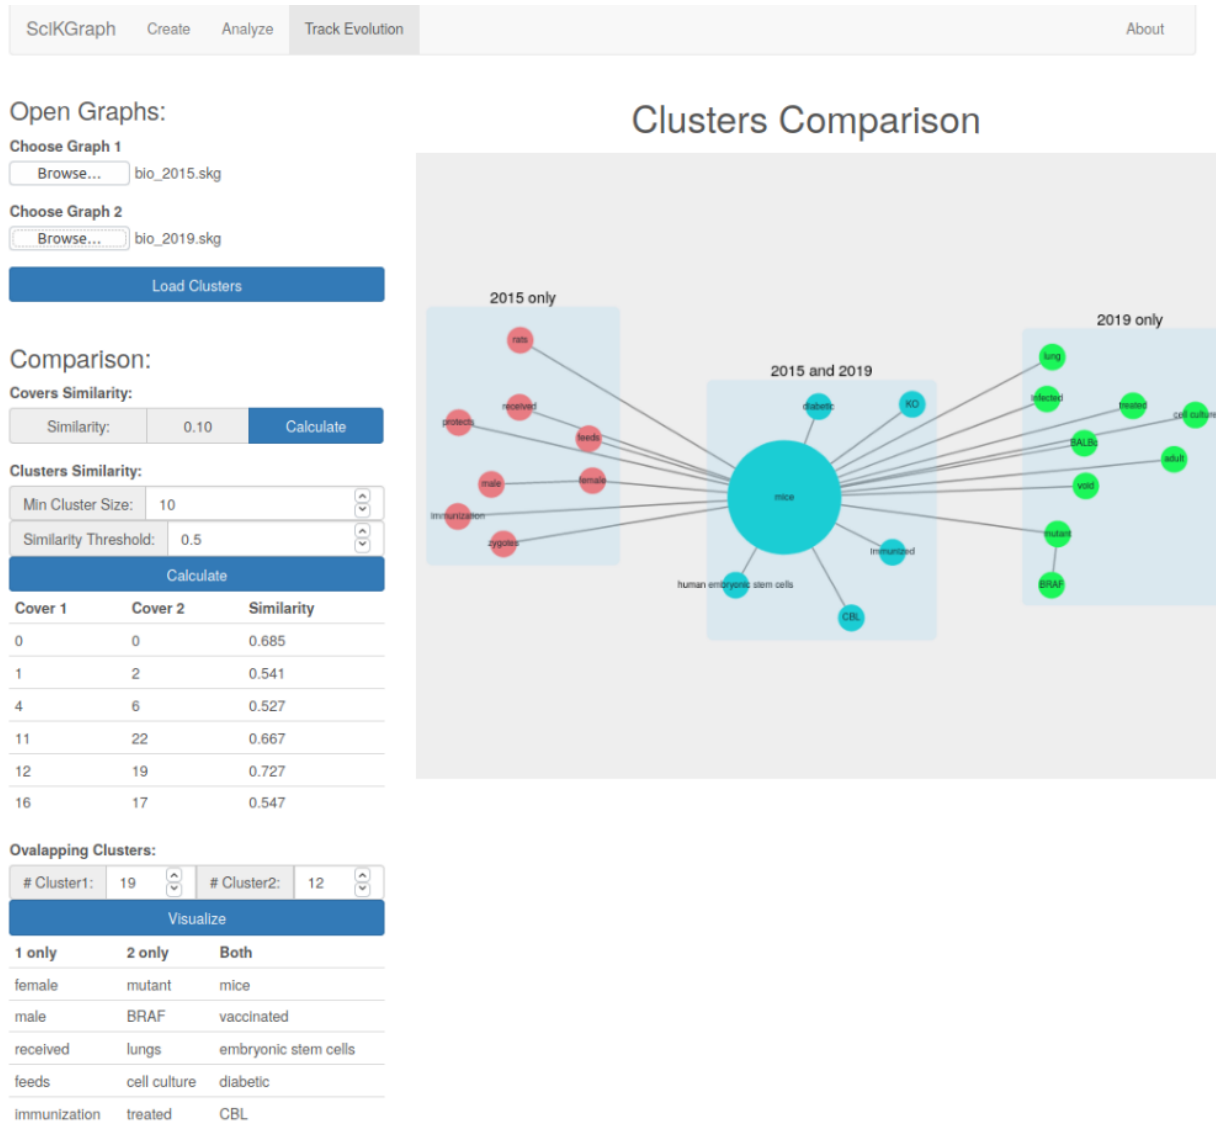 SciKGraph Create Analyze Track Evolution About
Open Graphs:
Choose Graph 1
Browse... bio_2015.skg
Choose Graph 2
Browse... bio_2019.skg
Load Clusters
Comparison:
Covers Similarity:
Similarity: 0.10 Calculate
Clusters Similarity:
Min Cluster Size: 10
Similarity Threshold: 0.5
Calculate
Cover 1 Cover 2 Similarity
0 0 0.685
1 2 0.541
4 6 0.527
11 22 0.667
12 19 0.727
16 17 0.547
Ovalapping Clusters:
# Cluster1: 19 # Cluster2: 12
Visualize
1 only 2 only Both
female mutant mice
male BRAF vaccinated
received lungs embryonic stem cells
feeds cell culture diabetic
immunization treated CBL
Clusters Comparison
2015 only
rats
received
protects
feeds
male
female
immunization
zygotes
2015 and 2019
diabetic
KO
mice
immunized
human embryonic stem cells
CBL
2019 only
lung
infected
treated
cell culture
BALBc
adult
void
mutant
BRAF